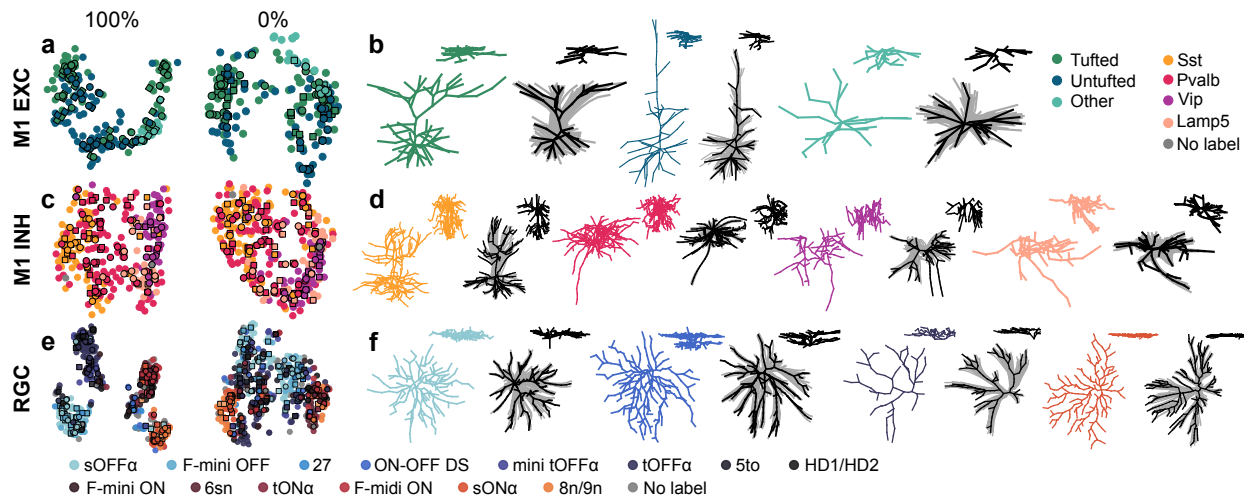 100% 0%
a b
M1 EXC
Tufted
Untufted
Other
Sst
Pvalb
Vip
Lamp5
No label
c d
M1 INH
e f
RGC
sOFFα F-mini OFF 27 ON-OFF DS mini tOFFα tOFFα 5to HD1/HD2
F-mini ON 6sn tONα F-midi ON sONα 8n/9n No label